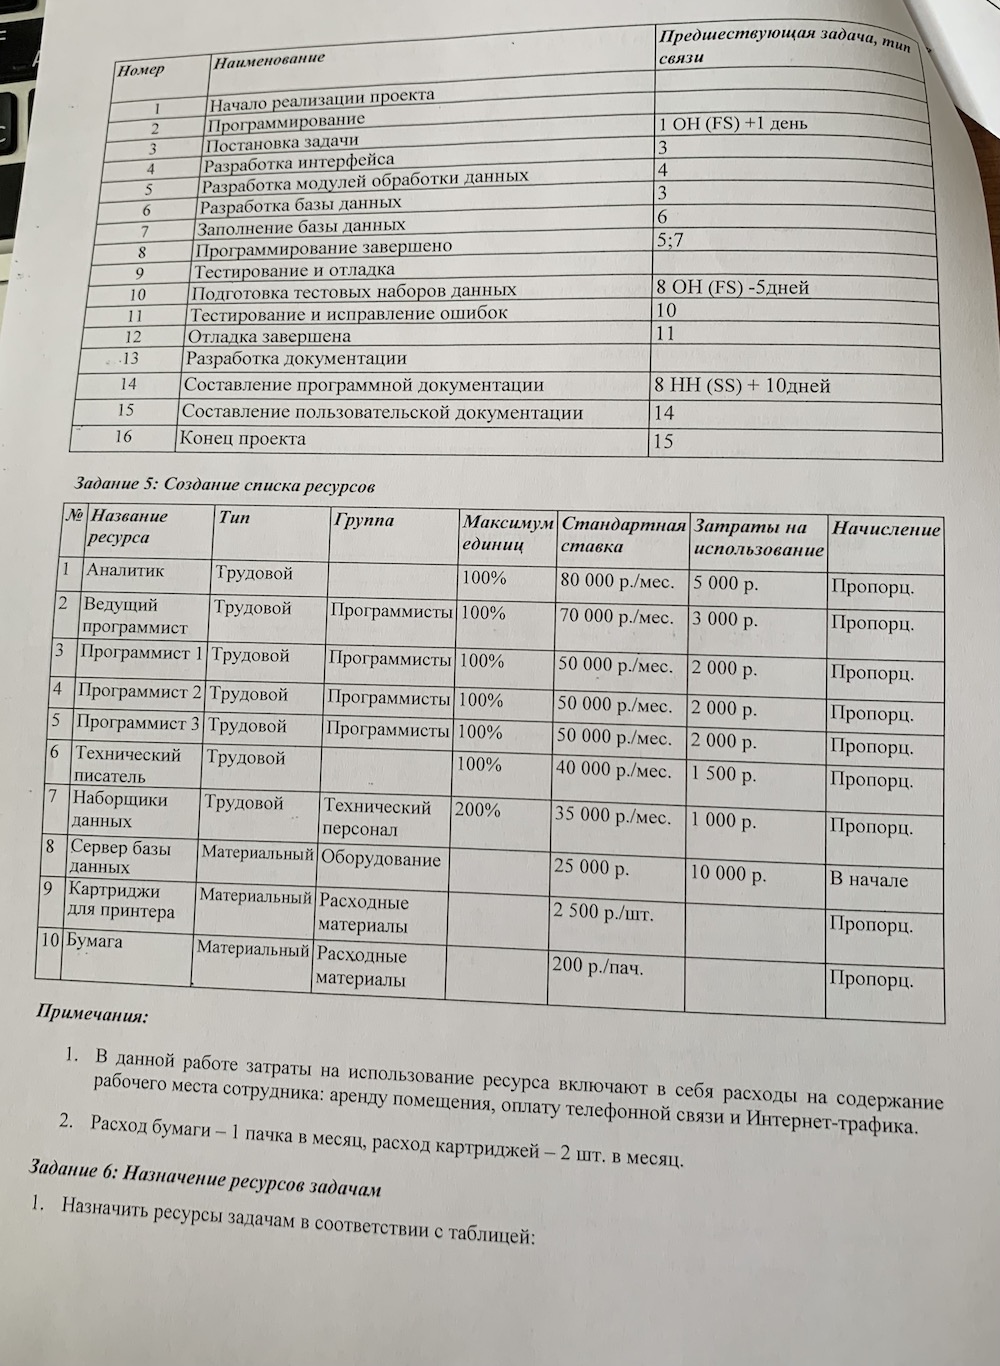 Номер Наименование Предшествующая задача, тип связи
1 Начало реализации проекта
2 Программирование
3 Постановка задачи 1 ОН (FS) +1 день
4 Разработка интерфейса 3
5 Разработка модулей обработки данных 4
6 Разработка базы данных 3
7 Заполнение базы данных 6
8 Программирование завершено 5;7
9 Тестирование и отладка
10 Подготовка тестовых наборов данных 8 ОН (FS) -5дней
11 Тестирование и исправление ошибок 10
12 Отладка завершена 11
13 Разработка документации
14 Составление программной документации 8 НН (SS) + 10дней
15 Составление пользовательской документации 14
16 Конец проекта 15
Задание 5: Создание списка ресурсов
№ Название ресурса Тип Группа Максимум единиц Стандартная ставка Затраты на использование Начисление
1 Аналитик Трудовой 100% 80 000 р./мес. 5 000 р. Пропорц.
2 Ведущий программист Трудовой Программисты 100% 70 000 р./мес. 3 000 р. Пропорц.
3 Программист 1 Трудовой Программисты 100% 50 000 р./мес. 2 000 р. Пропорц.
4 Программист 2 Трудовой Программисты 100% 50 000 р./мес. 2 000 р. Пропорц.
5 Программист 3 Трудовой Программисты 100% 50 000 р./мес. 2 000 р. Пропорц.
6 Технический писатель Трудовой 100% 40 000 р./мес. 1 500 р. Пропорц.
7 Наборщики данных Трудовой Технический персонал 200% 35 000 р./мес. 1 000 р. Пропорц.
8 Сервер базы данных Материальный Оборудование 25 000 р. 10 000 р. В начале
9 Картриджи для принтера Материальный Расходные материалы 2 500 р./шт. Пропорц.
10 Бумага Материальный Расходные материалы 200 р./пач. Пропорц.
Примечания:
1. В данной работе затраты на использование ресурса включают в себя расходы на содержание
рабочего места сотрудника: аренду помещения, оплату телефонной связи и Интернет-трафика.
2. Расход бумаги – 1 пачка в месяц, расход картриджей – 2 шт. в месяц.
Задание 6: Назначение ресурсов задачам
1. Назначить ресурсы задачам в соответствии с таблицей: